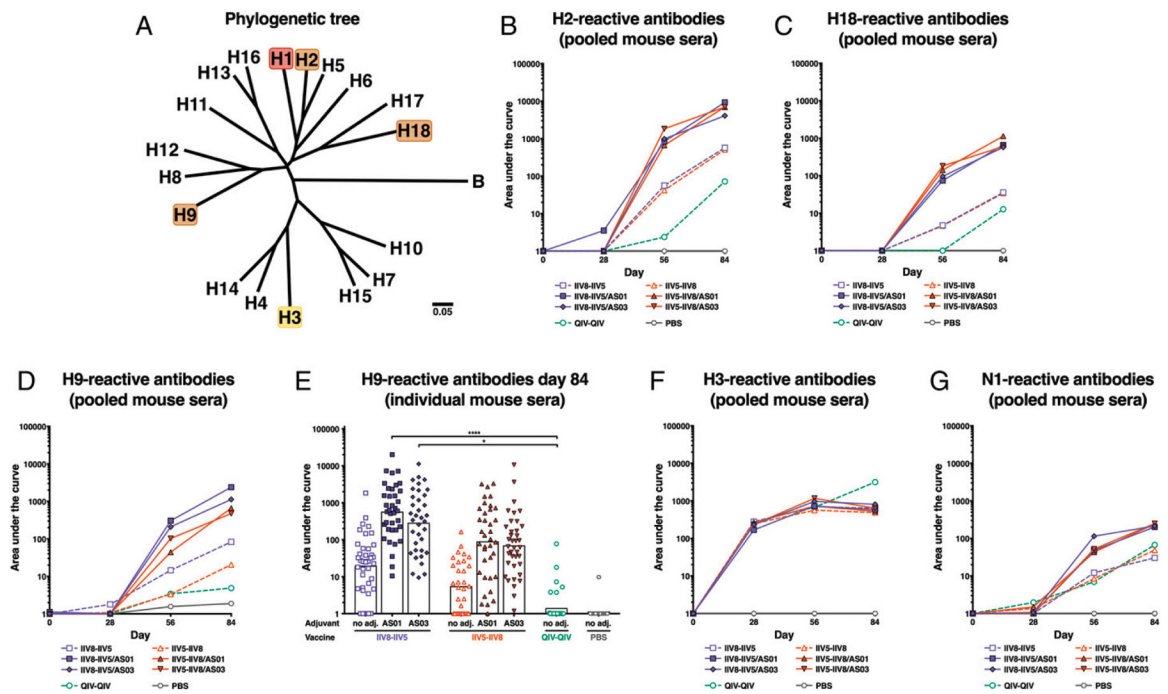 A
Phylogenetic tree
H16
H1
H2
H13
H5
H6
H11
H17
H18
H12
H8
B
H9
H10
H7
H14
H4
H15
H3
0.05
B
H2-reactive antibodies
(pooled mouse sera)
Area under the curve
100000
10000
1000
100
10
1
0
28
56
84
Day
IIV8-IIV5
IIV5-IIV8
IIV8-IIV5/AS01
IIV5-IIV8/AS01
IIV8-IIV5/AS03
IIV5-IIV8/AS03
QIV-QIV
PBS
C
H18-reactive antibodies
(pooled mouse sera)
Area under the curve
100000
10000
1000
100
10
1
0
28
56
84
Day
IIV8-IIV5
IIV5-IIV8
IIV8-IIV5/AS01
IIV5-IIV8/AS01
IIV8-IIV5/AS03
IIV5-IIV8/AS03
QIV-QIV
PBS
D
H9-reactive antibodies
(pooled mouse sera)
Area under the curve
100000
10000
1000
100
10
1
0
28
56
84
Day
IIV8-IIV5
IIV5-IIV8
IIV8-IIV5/AS01
IIV5-IIV8/AS01
IIV8-IIV5/AS03
IIV5-IIV8/AS03
QIV-QIV
PBS
E
H9-reactive antibodies day 84
(individual mouse sera)
Area under the curve
100000
10000
1000
100
10
1
****
*
Adjuvant no adj. AS01 AS03 no adj. AS01 AS03 no adj. no adj.
Vaccine IIV8-IIV5 IIV5-IIV8 QIV-QIV PBS
F
H3-reactive antibodies
(pooled mouse sera)
Area under the curve
100000
10000
1000
100
10
1
0
28
56
84
Day
IIV8-IIV5
IIV5-IIV8
IIV8-IIV5/AS01
IIV5-IIV8/AS01
IIV8-IIV5/AS03
IIV5-IIV8/AS03
QIV-QIV
PBS
G
N1-reactive antibodies
(pooled mouse sera)
Area under the curve
100000
10000
1000
100
10
1
0
28
56
84
Day
IIV8-IIV5
IIV5-IIV8
IIV8-IIV5/AS01
IIV5-IIV8/AS01
IIV8-IIV5/AS03
IIV5-IIV8/AS03
QIV-QIV
PBS